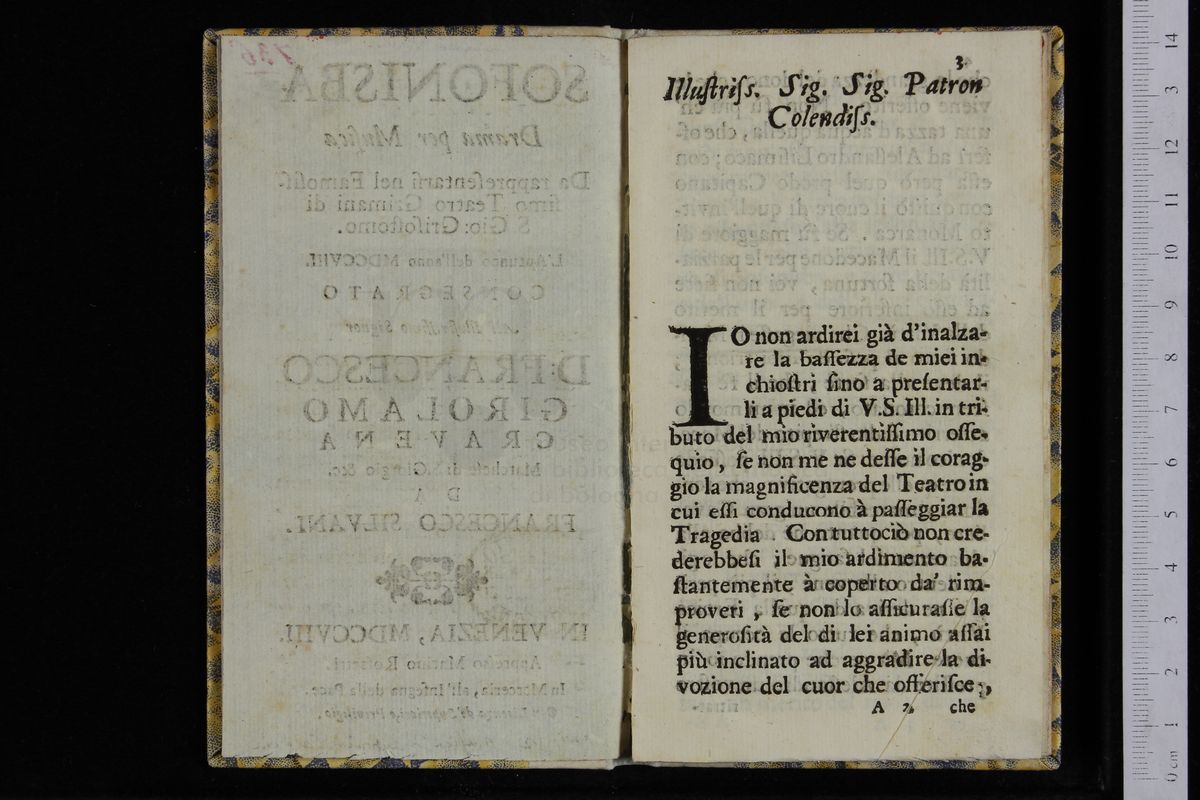 SOFONISBA
Drama per Musica
Da rappresentarsi nel Famosis-
simo Teatro Grimani di
S Gio: Grisostomo.
L'Autunno dell'anno MDCCVIII.
CONSEGRATO
Signor
D: FRANCESCO
GIROLAMO
CRAVENA
Marchese di S. Giorgio &c.
DA
FRANCESCO SILVANI.
IN VENEZIA, MDCCVIII.
Appresso Marino Rossetti
In Merceria, all'Insegna della Pace.
3
Illuſtriſs. Sig. Sig. Patron
Colendiſs.
IO non ardirei già d'inalza-
re la baſſezza de miei in-
chioſtri ſino a preſentar-
li a piedi di V.S. Ill. in tri-
buto del mio riverentiſſimo oſſe-
quio, ſe non me ne deſſe il corag-
gio la magnificenza del Teatro in
cui eſſi conducono à paſſeggiar la
Tragedia. Con tuttociò non cre-
derebbeſi il mio ardimento ba-
ſtantemente à coperto da' rim-
proveri, ſe non lo aſſicuraſſe la
generoſità del di lei animo aſſai
più inclinato ad aggradire la di-
vozione del cuor che offeriſce,
A 2 che